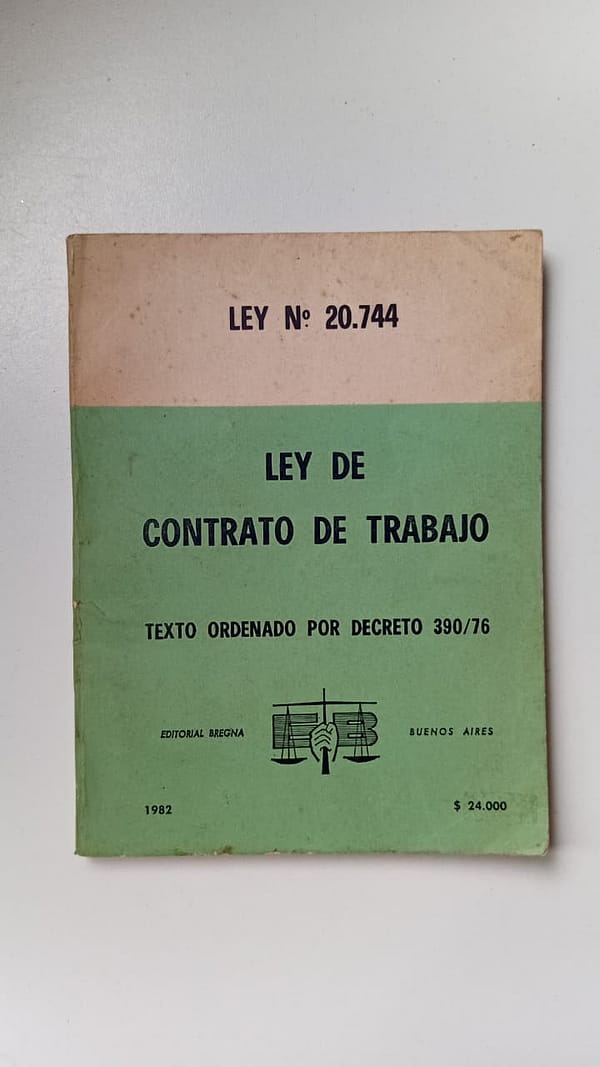 LEY Nº 20.744
LEY DE
CONTRATO DE TRABAJO
TEXTO ORDENADO POR DECRETO 390/76
EDITORIAL BREGNA
EB
BUENOS AIRES
1982
$ 24.000